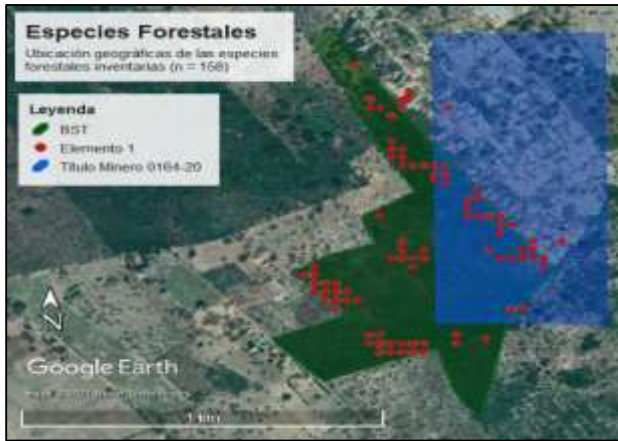 Especies Forestales
Ubicación geográficas de las especies
forestales inventarias (n = 158)
Leyenda
BST
Elemento 1
Título Minero 0164-20
Google Earth
1 km